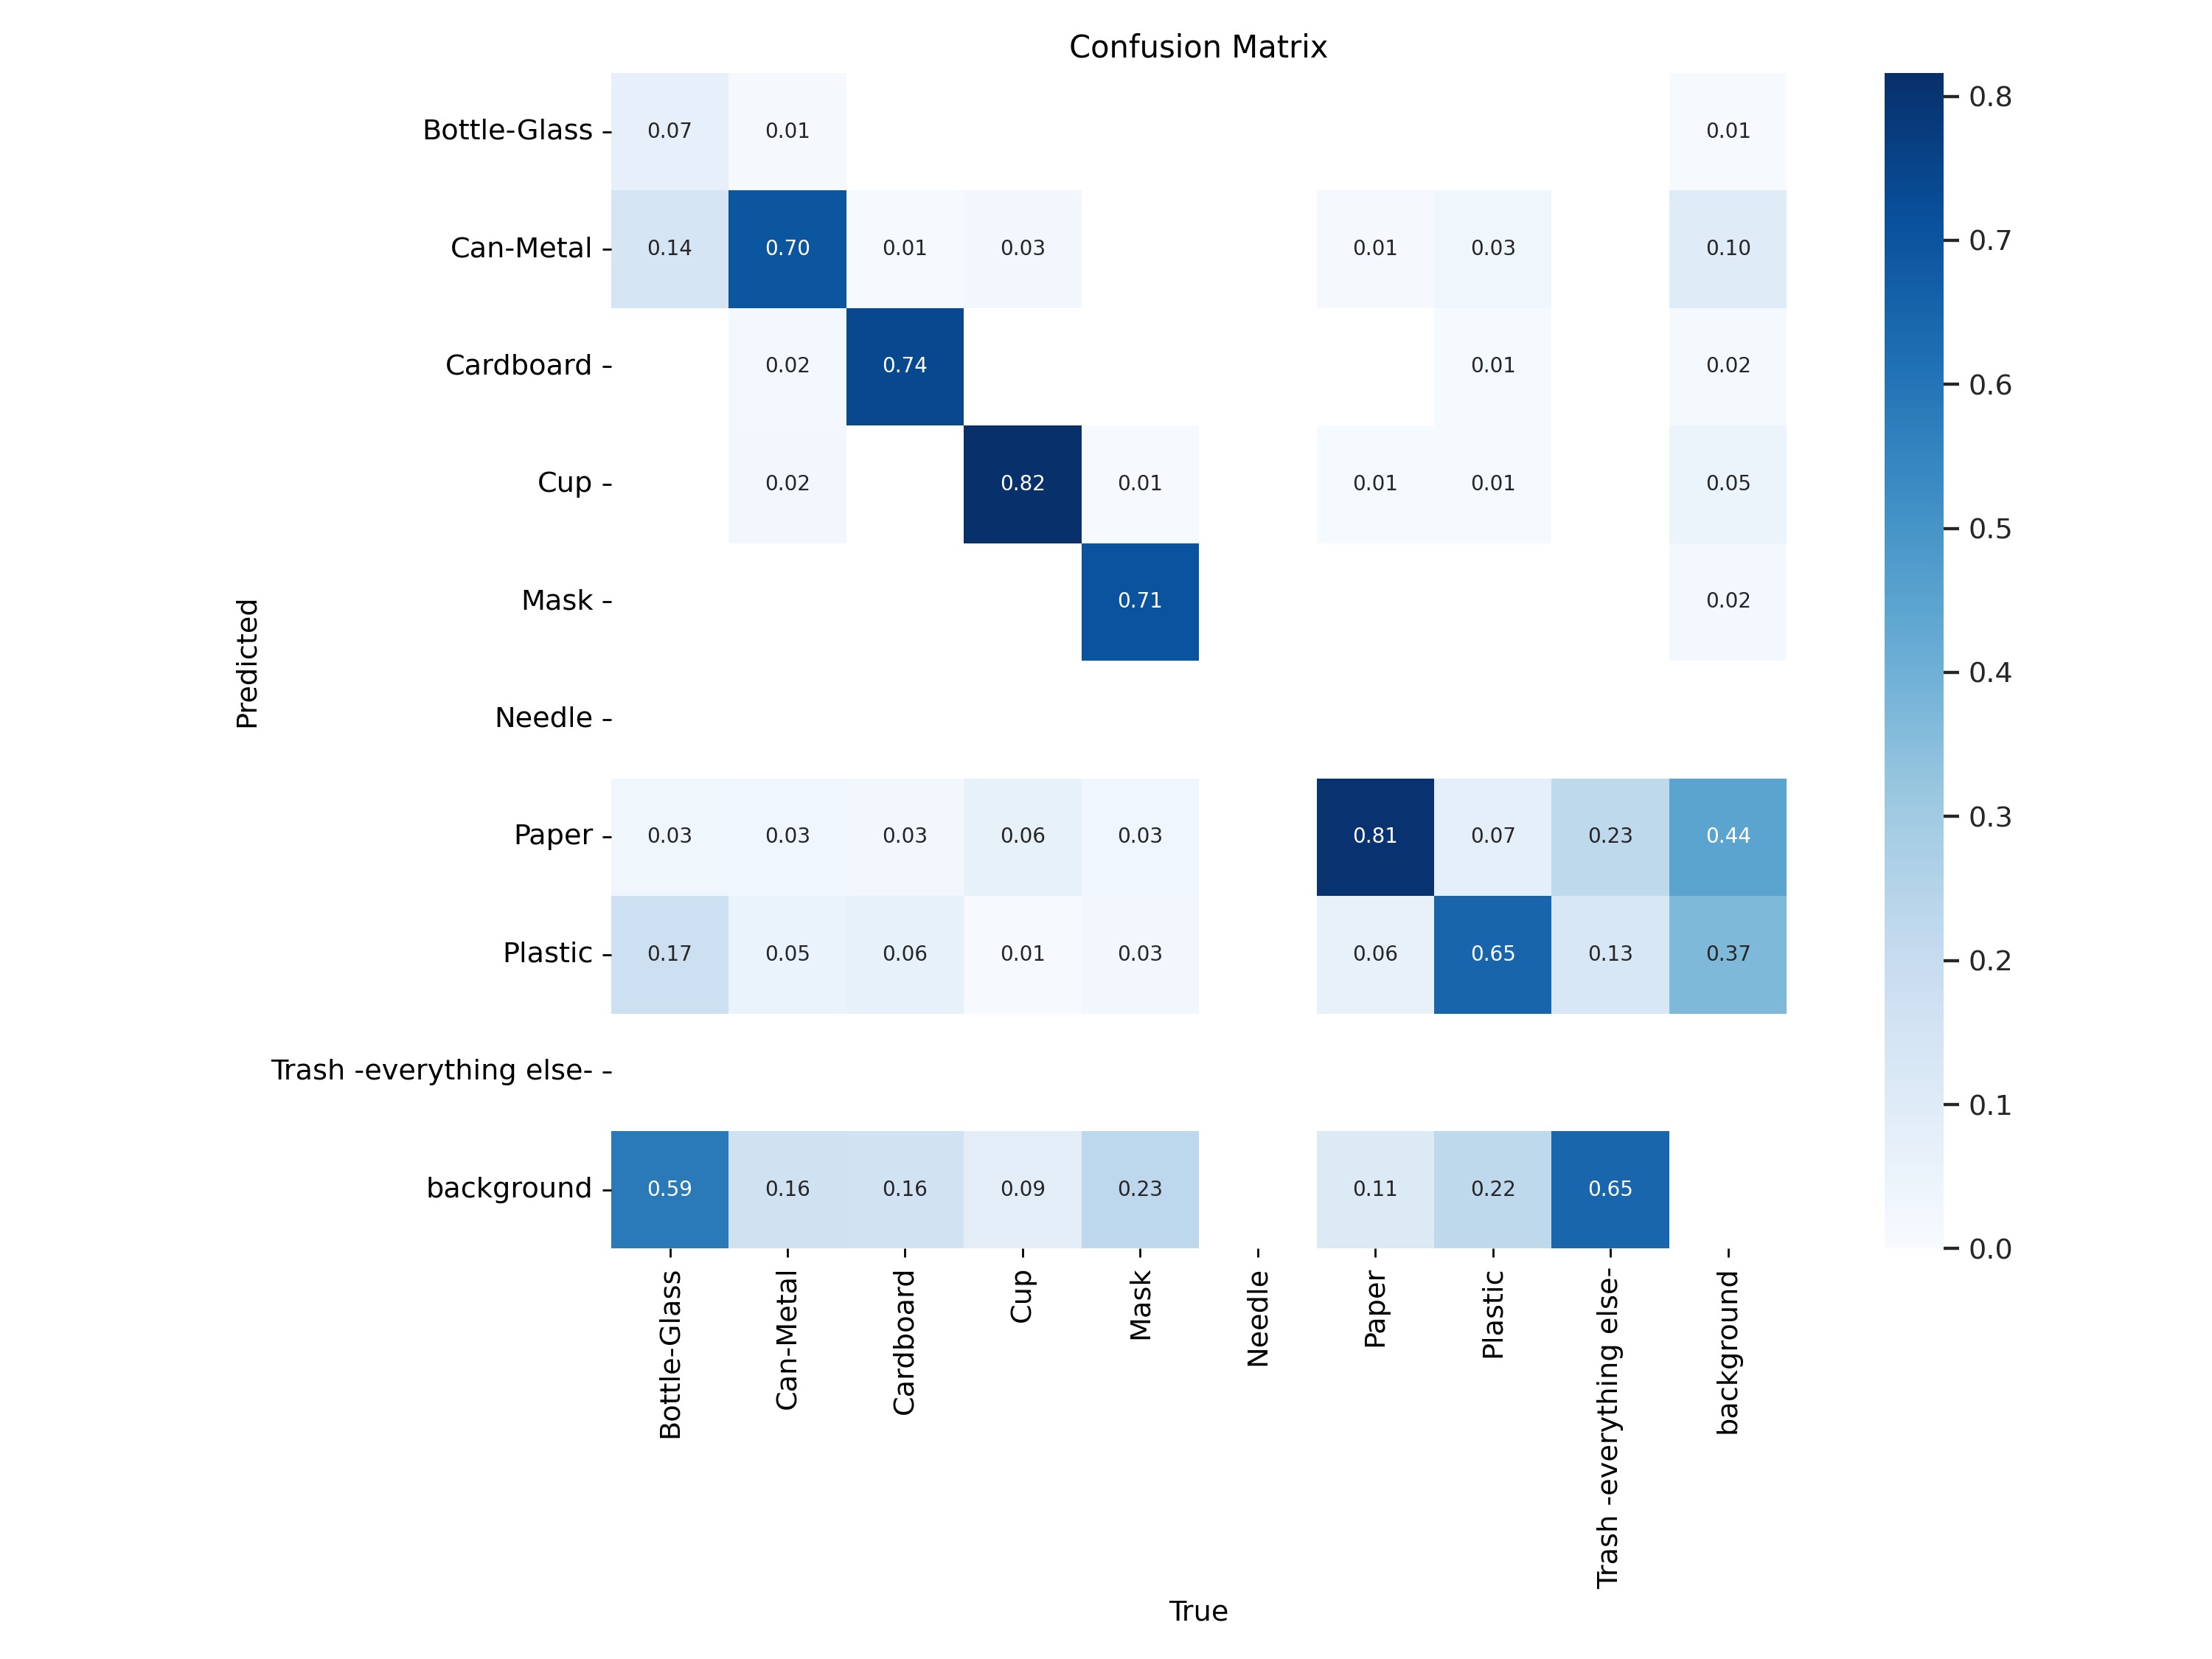 Confusion Matrix
Bottle-Glass 0.07 0.01 0.01
Can-Metal 0.14 0.70 0.01 0.03 0.01 0.03 0.10
Cardboard 0.02 0.74 0.01 0.02
Cup 0.02 0.82 0.01 0.01 0.01 0.05
Mask 0.71 0.02
Needle
Paper 0.03 0.03 0.03 0.06 0.03 0.81 0.07 0.23 0.44
Plastic 0.17 0.05 0.06 0.01 0.03 0.06 0.65 0.13 0.37
Trash -everything else-
background 0.59 0.16 0.16 0.09 0.23 0.11 0.22 0.65
Predicted
Bottle-Glass
Can-Metal
Cardboard
Cup
Mask
Needle
Paper
Plastic
Trash -everything else-
background
True
0.8
0.7
0.6
0.5
0.4
0.3
0.2
0.1
0.0